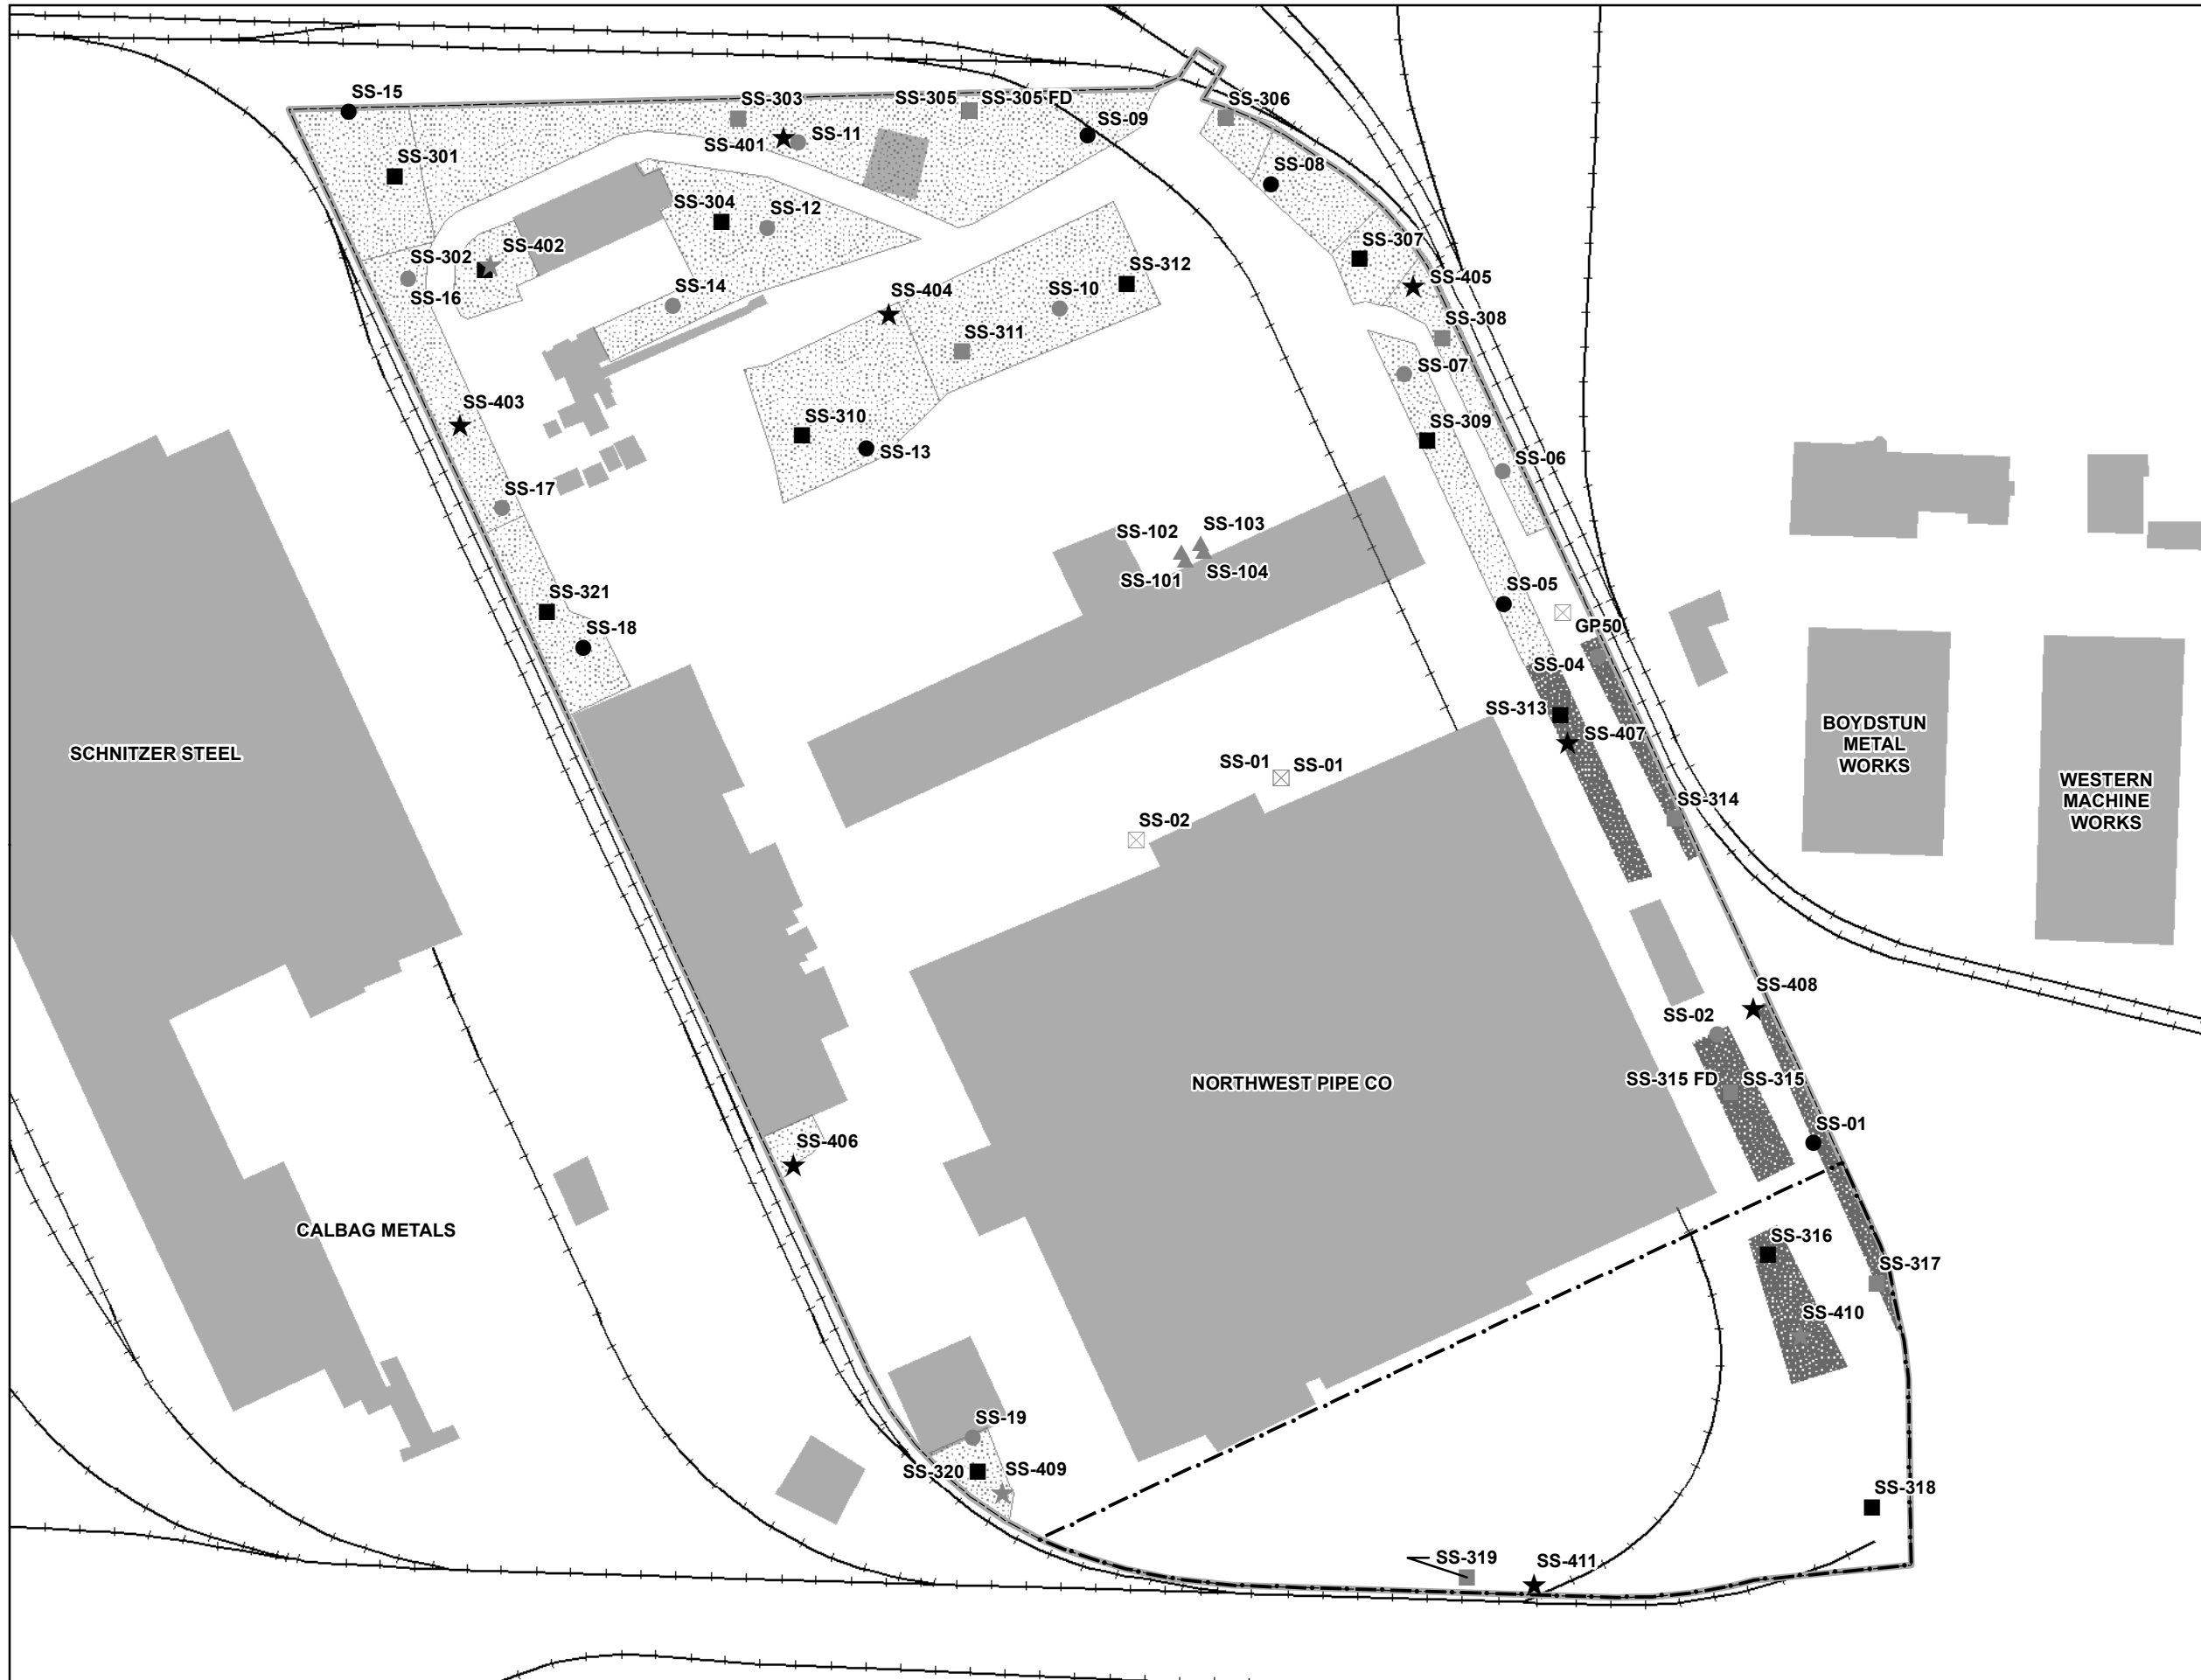 SS-15
SS-303
SS-305
SS-305 FD
SS-306
SS-401
SS-11
SS-09
SS-301
SS-08
SS-304
SS-12
SS-302
SS-402
SS-307
SS-16
SS-14
SS-404
SS-10
SS-312
SS-405
SS-308
SS-311
SS-07
SS-403
SS-310
SS-13
SS-309
SS-06
SS-17
SS-102
SS-103
SS-101
SS-104
SS-321
SS-18
SS-05
GP50
SS-04
SS-313
SS-407
SCHNITZER STEEL
BOYDSTUN
METAL
WORKS
WESTERN
MACHINE
WORKS
SS-01
SS-01
SS-02
SS-314
SS-408
SS-02
SS-315 FD
SS-315
NORTHWEST PIPE CO
SS-01
SS-406
CALBAG METALS
SS-316
SS-317
SS-410
SS-19
SS-320
SS-409
SS-318
SS-319
SS-411